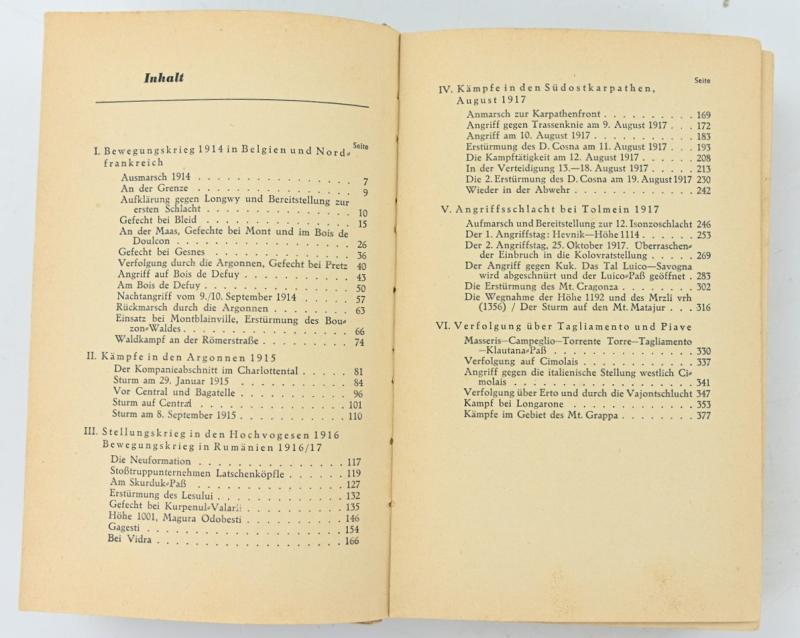 Inhalt
Seite
I. Bewegungskrieg 1914 in Belgien und Nord-
frankreich
Ausmarsch 1914 . . . . . . . . . . . . . . . 7
An der Grenze . . . . . . . . . . . . . . . 9
Aufklärung gegen Longwy und Bereitstellung zur
ersten Schlacht . . . . . . . . . . . . . . 10
Gefecht bei Bleid . . . . . . . . . . . . . . 15
An der Maas, Gefechte bei Mont und im Bois de
Doulcon . . . . . . . . . . . . . . . . 26
Gefecht bei Gesnes . . . . . . . . . . . . . 36
Verfolgung durch die Argonnen, Gefecht bei Pretz 40
Angriff auf Bois de Defuy . . . . . . . . . . 43
Am Bois de Defuy . . . . . . . . . . . . . 50
Nachtangriff vom 9./10. September 1914 . . . . . 57
Rückmarsch durch die Argonnen . . . . . . . . 63
Einsatz bei Montblainville, Erstürmung des Bou-
zon-Waldes . . . . . . . . . . . . . . . 66
Waldkampf an der Römerstraße . . . . . . . . 74
II. Kämpfe in den Argonnen 1915
Der Kompanieabschnitt im Charlottental . . . . . 81
Sturm am 29. Januar 1915 . . . . . . . . . . 84
Vor Central und Bagatelle . . . . . . . . . . 96
Sturm auf Central . . . . . . . . . . . . . 101
Sturm am 8. September 1915 . . . . . . . . . 110
III. Stellungskrieg in den Hochvogesen 1916
Bewegungskrieg in Rumänien 1916/17
Die Neuformation . . . . . . . . . . . . . 117
Stoßtruppunternehmen Latschenköpfle . . . . . . 119
Am Skurduk-Paß . . . . . . . . . . . . . 127
Erstürmung des Lesului . . . . . . . . . . . 132
Gefecht bei Kurpenul-Valarii . . . . . . . . . 135
Höhe 1001, Magura Odobesti . . . . . . . . . 146
Gagesti . . . . . . . . . . . . . . . . . 154
Bei Vidra . . . . . . . . . . . . . . . . 166
Seite
IV. Kämpfe in den Südostkarpathen,
August 1917
Anmarsch zur Karpathenfront . . . . . . . . . . 169
Angriff gegen Trassenknie am 9. August 1917 . . . 172
Angriff am 10. August 1917 . . . . . . . . . . 183
Erstürmung des D. Cosna am 11. August 1917 . . . 193
Die Kampftätigkeit am 12. August 1917 . . . . . 208
In der Verteidigung 13.—18. August 1917 . . . . . 213
Die 2. Erstürmung des D. Cosna am 19. August 1917 230
Wieder in der Abwehr . . . . . . . . . . . . 242
V. Angriffsschlacht bei Tolmein 1917
Aufmarsch und Bereitstellung zur 12. Isonzoschlacht 246
Der 1. Angriffstag: Hevnik—Höhe 1114 . . . . . . 253
Der 2. Angriffstag, 25. Oktober 1917. Überraschen-
der Einbruch in die Kolovratstellung . . . . . . 269
Der Angriff gegen Kuk. Das Tal Luico—Savogna
wird abgeschnürt und der Luico-Paß geöffnet . . 283
Die Erstürmung des Mt. Cragonza . . . . . . . . 302
Die Wegnahme der Höhe 1192 und des Mrzli vrh
(1356) / Der Sturm auf den Mt. Matajur . . . . 316
VI. Verfolgung über Tagliamento und Piave
Masseris—Campeglio—Torrente Torre—Tagliamento
—Klautana-Paß . . . . . . . . . . . . . . 330
Verfolgung auf Cimolais . . . . . . . . . . . 337
Angriff gegen die italienische Stellung westlich Ci-
molais . . . . . . . . . . . . . . . . . 341
Verfolgung über Erto und durch die Vajontschlucht 347
Kampf bei Longarone . . . . . . . . . . . . 353
Kämpfe im Gebiet des Mt. Grappa . . . . . . . . 377